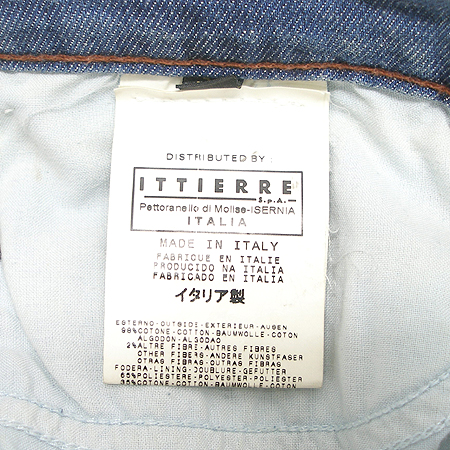 DISTRIBUTED BY :
ITTIERRE
S.p.A.
Pettoranello di Molise-ISERNIA
ITALIA
MADE IN ITALY
FABRIQUE EN ITALIE
PRODUCIDO NA ITALIA
FABRICADO EN ITALIA
イタリア製
ESTERNO-OUTSIDE-EXTERIEUR-AUSEN
98%COTONE-COTTON-BAUMWOLLE-COTON
ALGODON-ALGODAO
2%ALTRE FIBRE-AUTRES FIBRES
OTHER FIBERS-ANDERE KUNSTFASER
OTRAS FIBRAS-OUTRAS FIBRAS
FODERA-LINING-DOUBLURE-GEFUTTER
65%POLYESTER-POLIESTER-POLIESTER
35%COTONE-COTTON-BAUMWOLLE-COTON